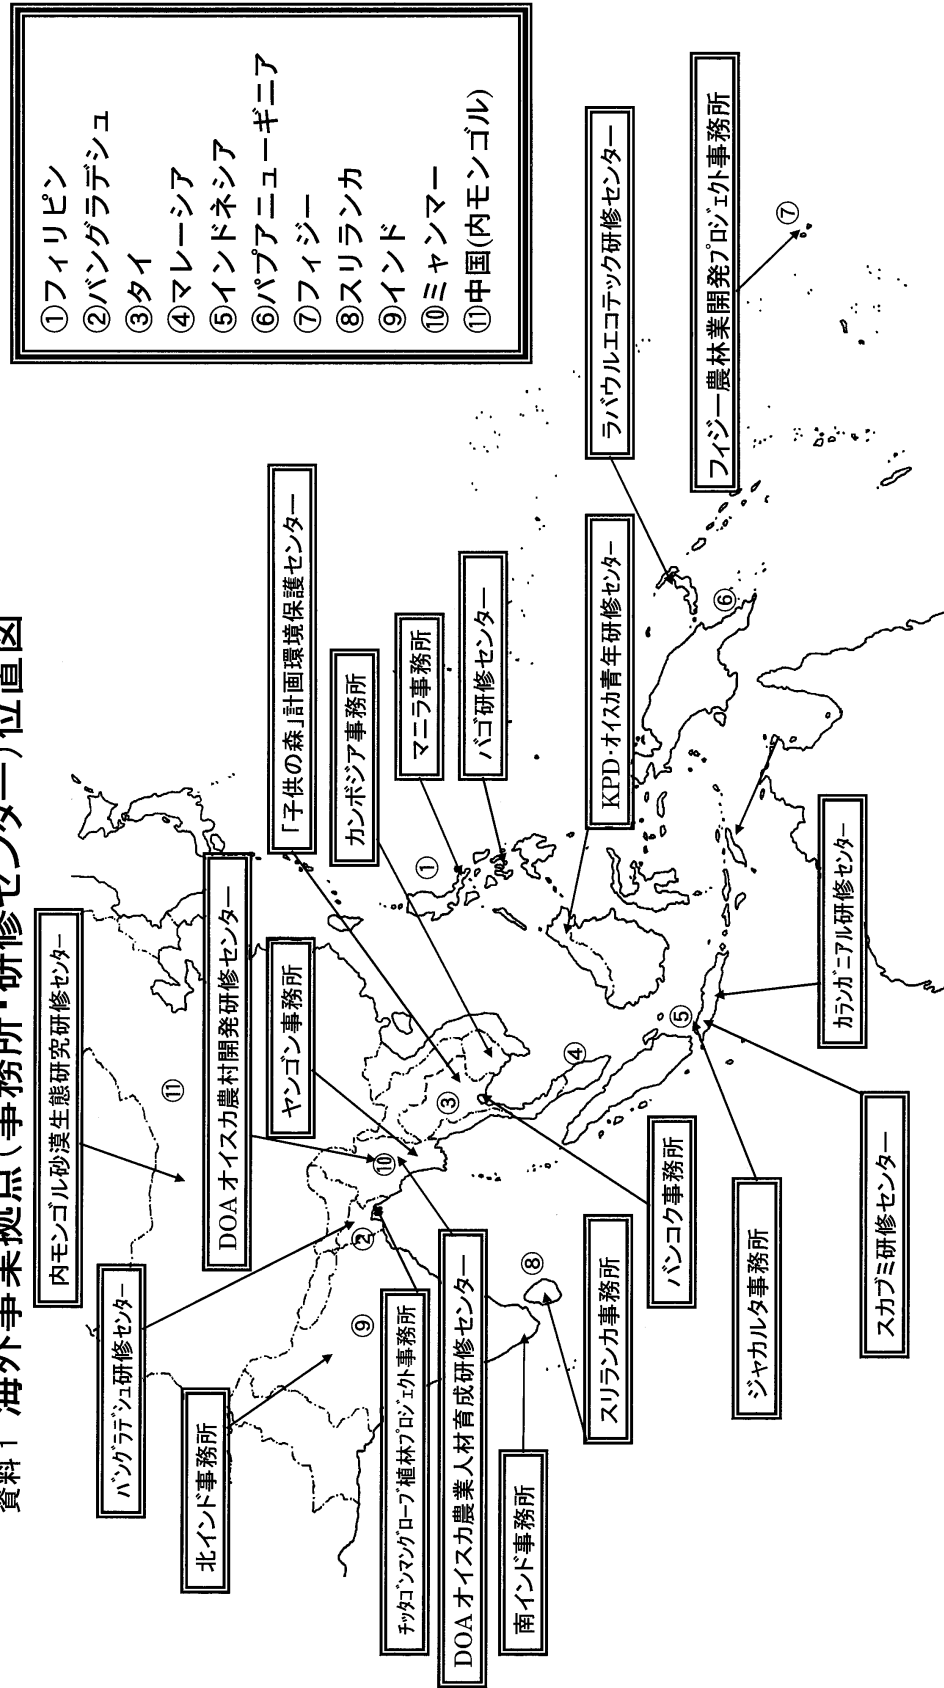 資料1 海外事業拠点(事務所・研修センター)位置図
①フィリピン
②バングラデシュ
③タイ
④マレーシア
⑤インドネシア
⑥パプアニューギニア
⑦フィジー
⑧スリランカ
⑨インド
⑩ミャンマー
⑪中国(内モンゴル)
内モンゴル砂漠生態研究研修センター
バングラデシュ研修センター
北インド事務所
DOAオイスカ農村開発研修センター
ヤンゴン事務所
「子供の森」計画環境保護センター
カンボジア事務所
マニラ事務所
バゴ研修センター
チッタゴンマングローブ植林プロジェクト事務所
DOAオイスカ農業人材育成研修センター
南インド事務所
スリランカ事務所
バンコク事務所
ジャカルタ事務所
スカブミ研修センター
カランガニアル研修センター
KPD・オイスカ青年研修センター
ラバウルエコテック研修センター
フィジー農林業開発プロジェクト事務所
①
②
③
④
⑤
⑥
⑦
⑧
⑨
⑩
⑪